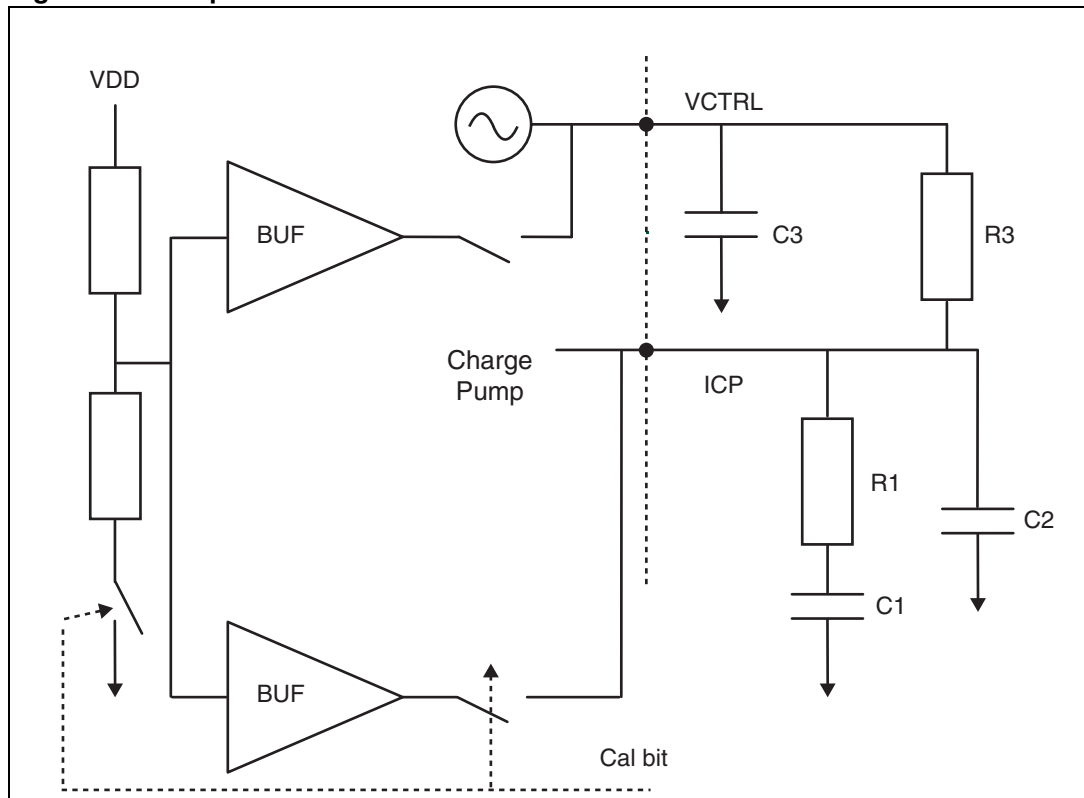 VDD
VCTRL
BUF
C3
R3
Charge
Pump
ICP
R1
C2
C1
BUF
Cal bit